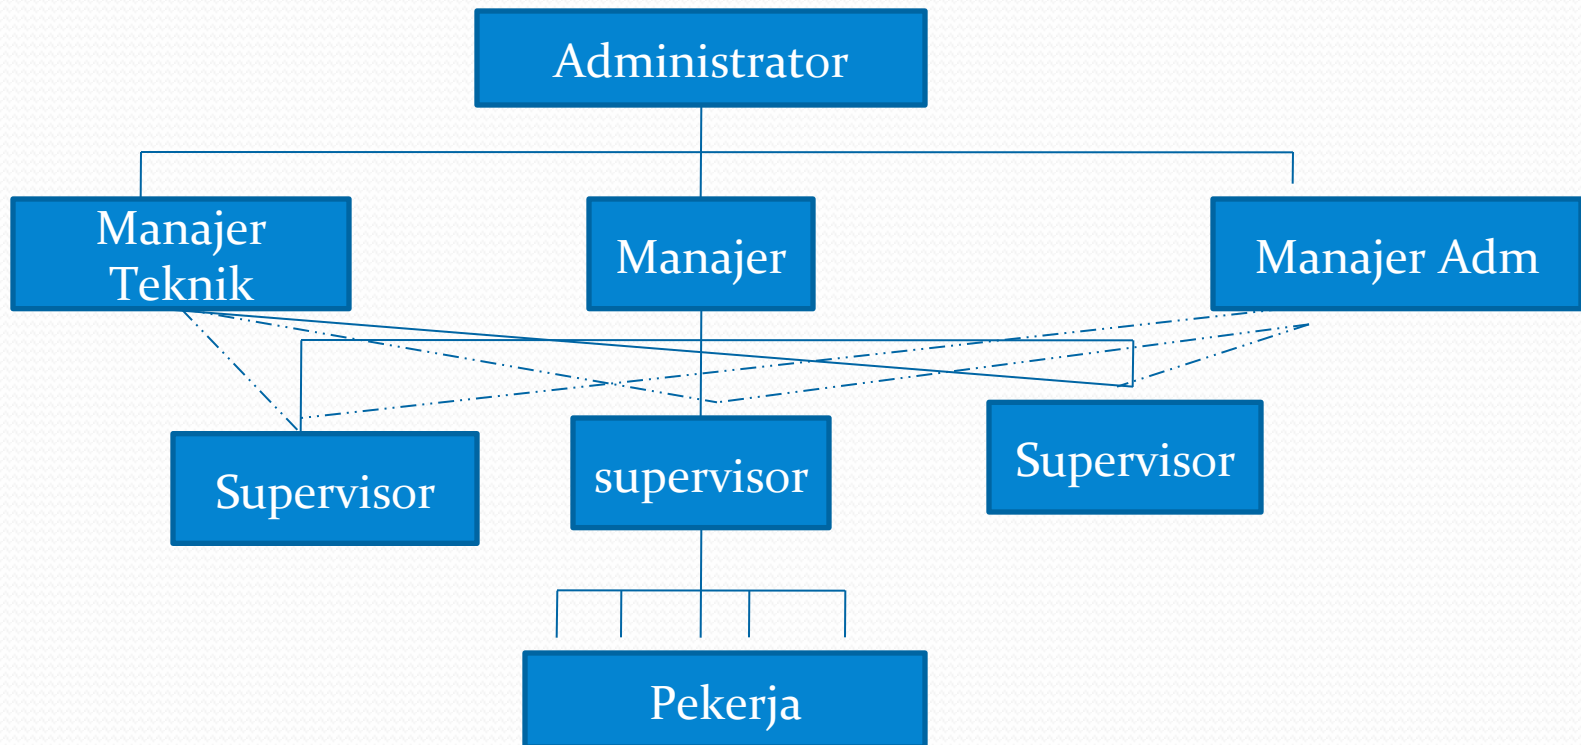 Administrator
Manajer
Teknik
Manajer
Manajer Adm
Supervisor
supervisor
Supervisor
Pekerja